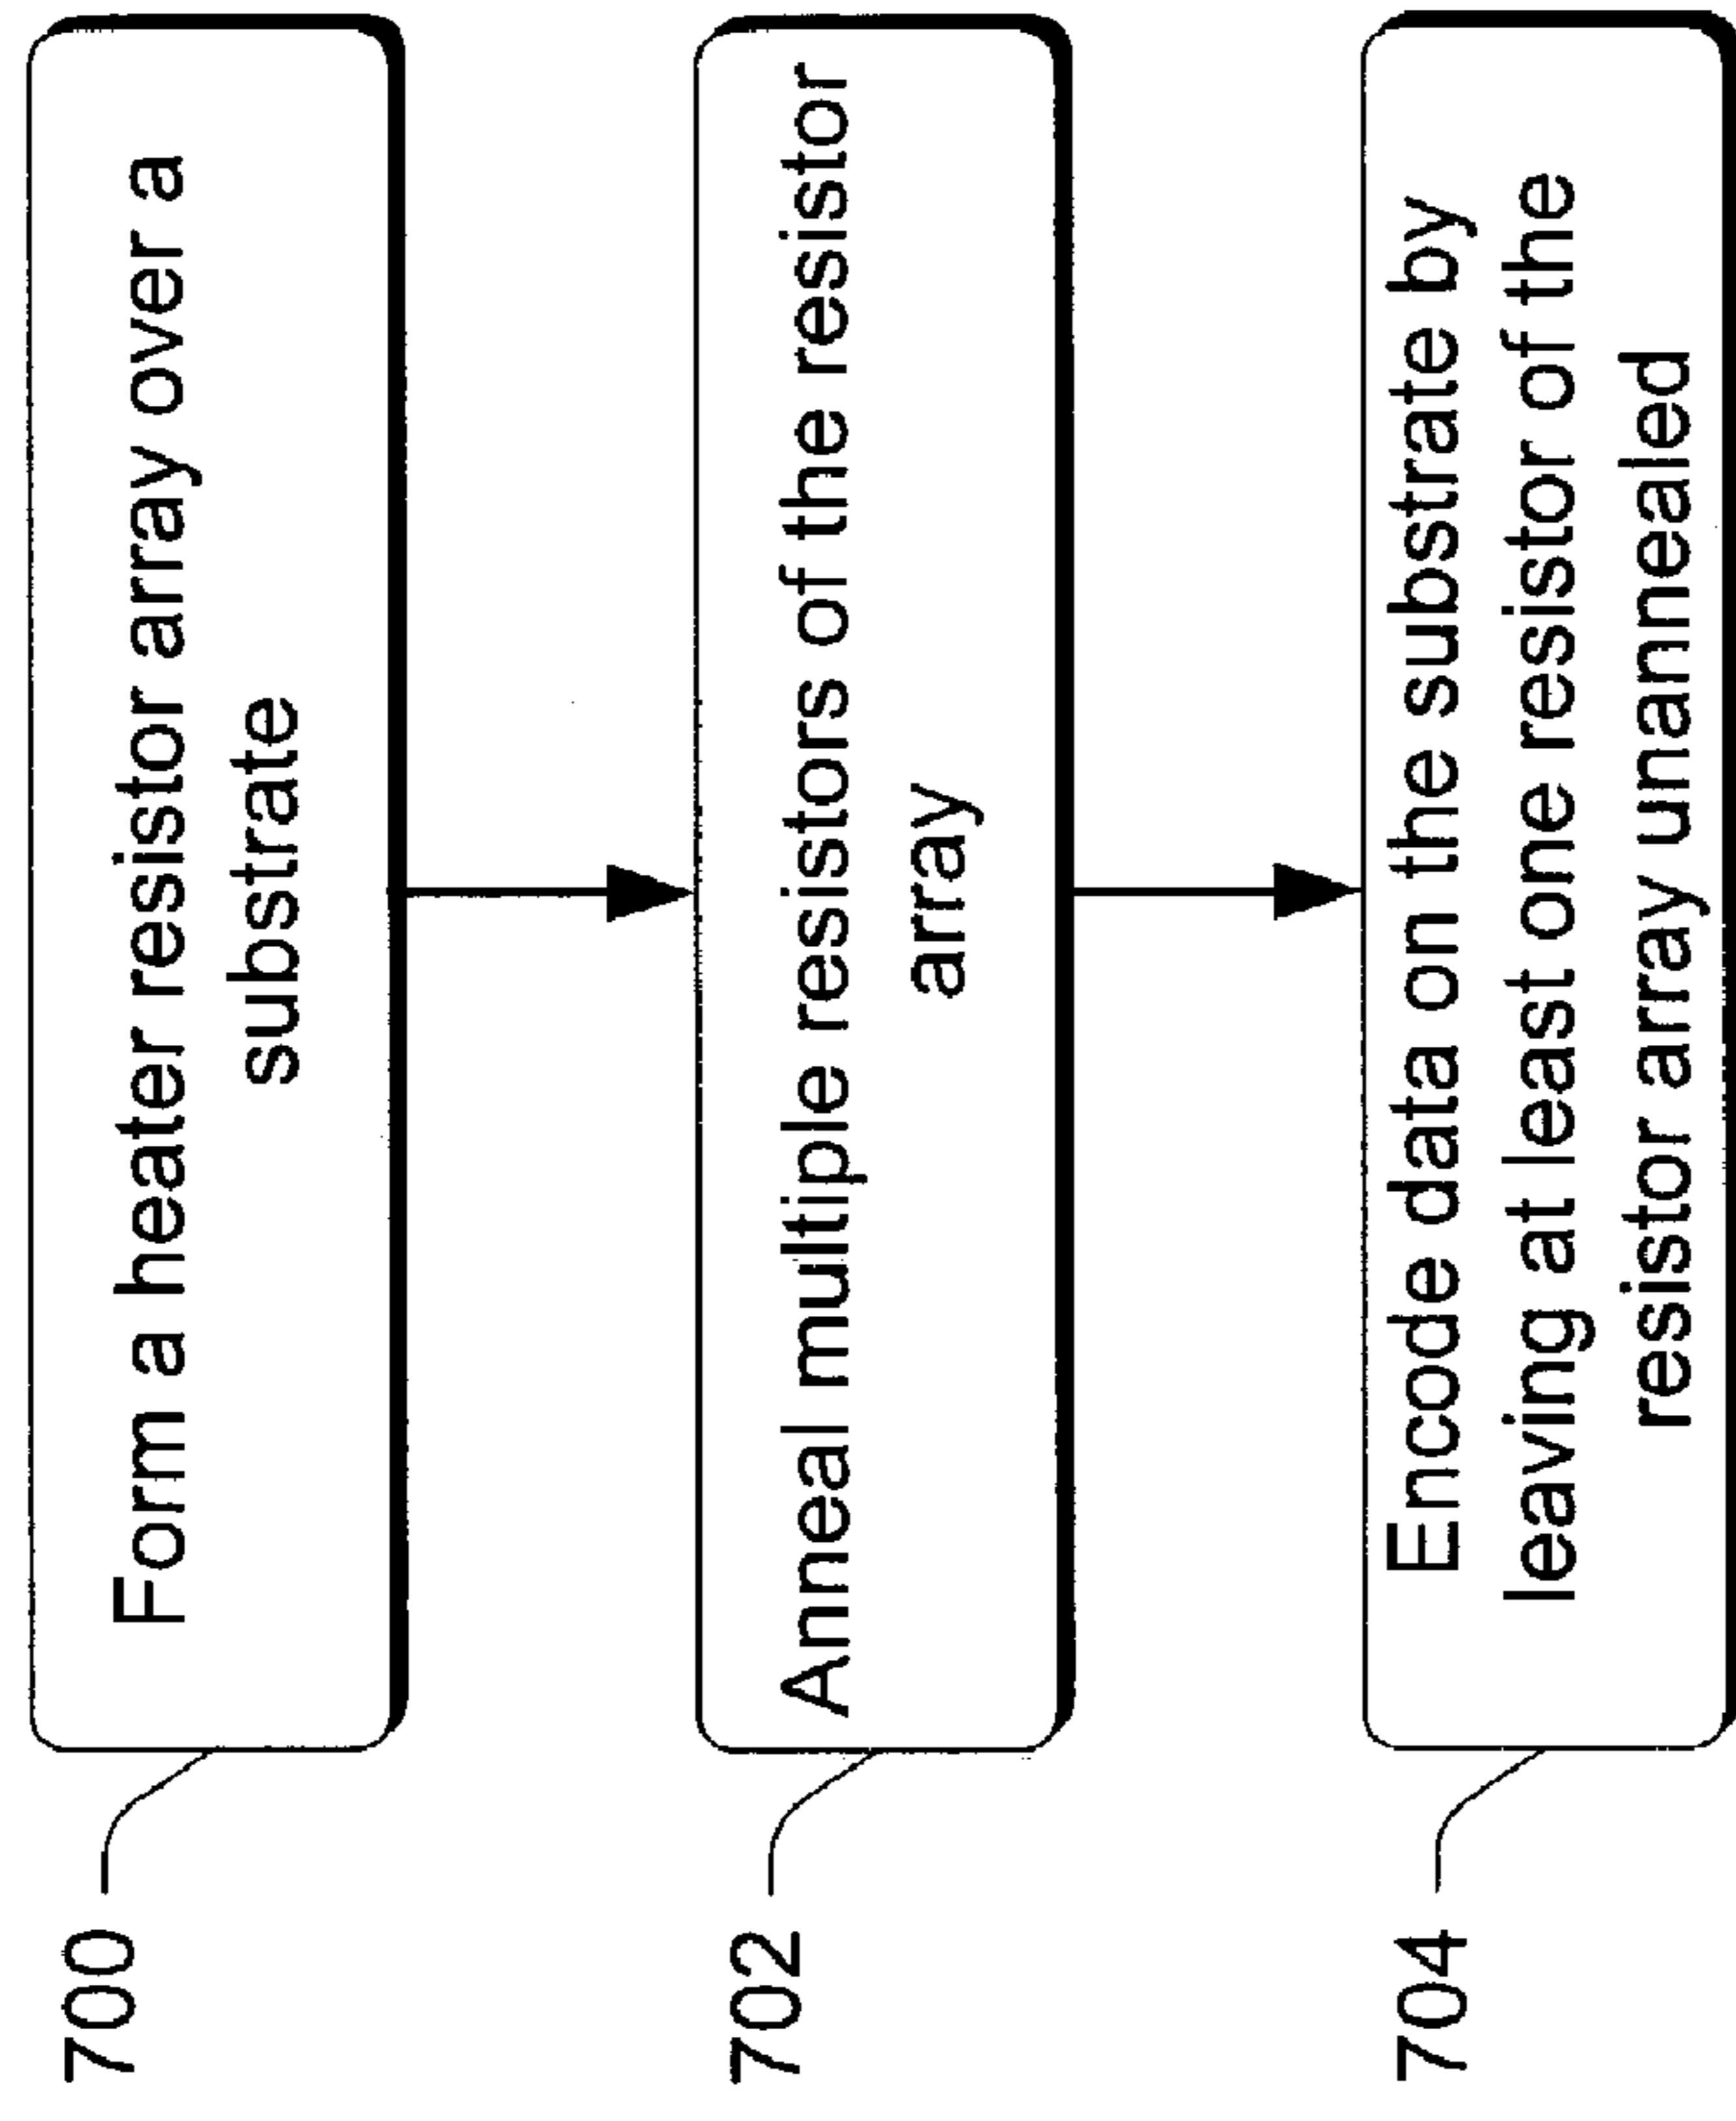 700
Form a heater resistor array over a
substrate
702
Anneal multiple resistors of the resistor
array
704
Encode data on the substrate by
leaving at least one resistor of the
resistor array unannealed